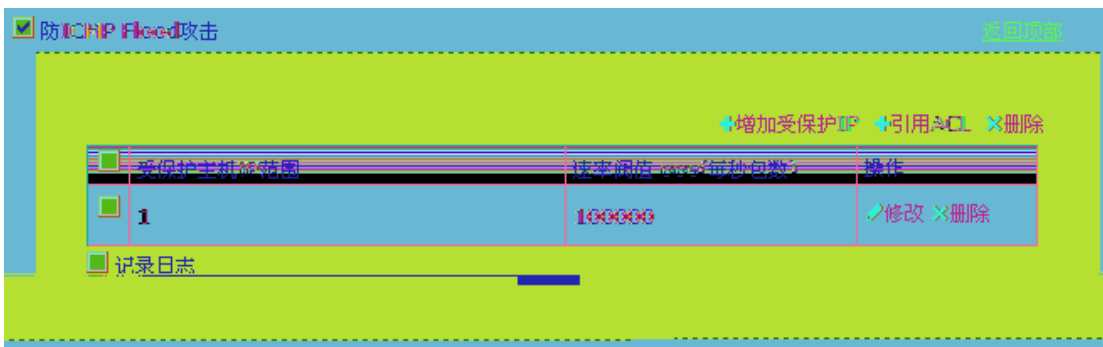 防ICMP Flood攻击 返回顶部
增加受保护IP 引用ACL 删除
受保护主机IP范围 速率阈值 (每秒包数) 操作
1 100000 修改 删除
记录日志